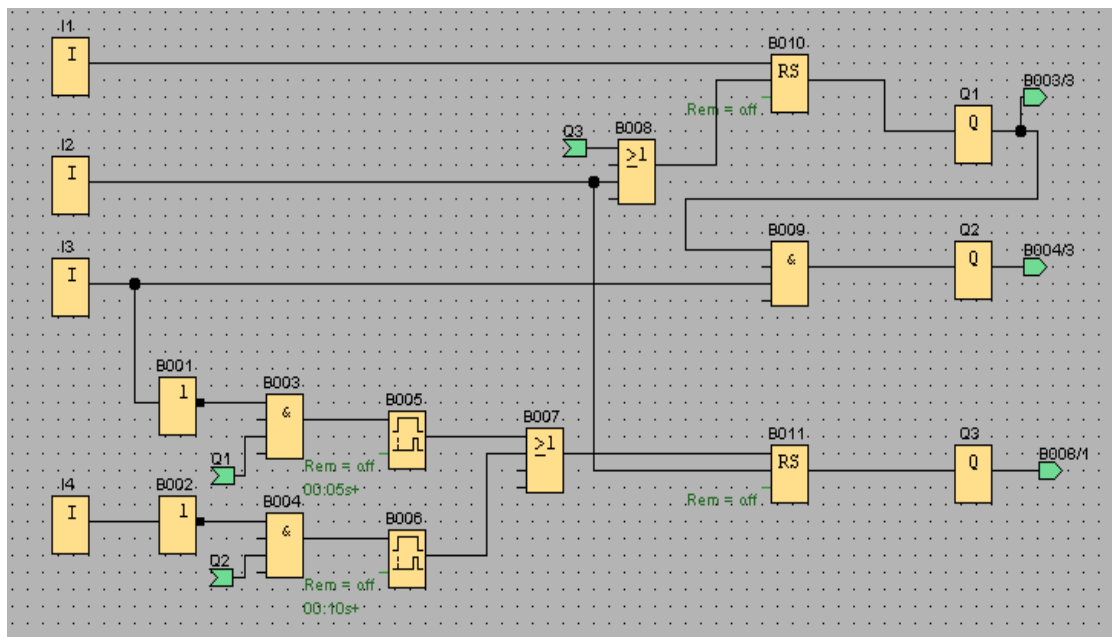 I1
I
B010
RS
B003/3
Rem = off
Q1
Q
Q3
B008
≥1
I2
I
I3
I
B009
&
Q2
Q
B004/3
B001
1
B003
&
B005
B007
≥1
B011
RS
Q3
Q
B008/1
Q1
Rem = off
00:05s+
Rem = off
I4
I
B002
1
B004
&
B006
Q2
Rem = off
00:10s+